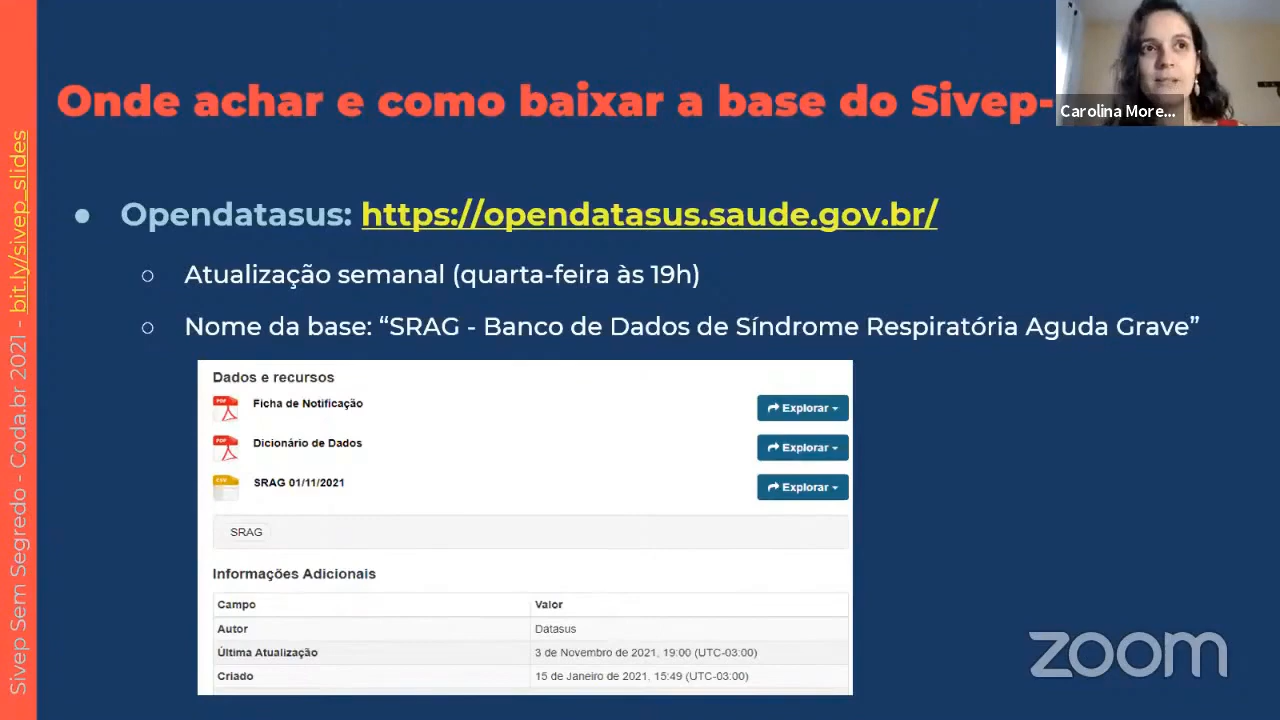 Onde achar e como baixar a base do Sivep-
Carolina More...
Sivep Sem Segredo - Coda.br 2021 - bit.ly/sivep_slides
● Opendatasus: https://opendatasus.saude.gov.br/
○ Atualização semanal (quarta-feira às 19h)
○ Nome da base: “SRAG - Banco de Dados de Síndrome Respiratória Aguda Grave”
Dados e recursos
PDF Ficha de Notificação Explorar
PDF Dicionário de Dados Explorar
CSV SRAG 01/11/2021 Explorar
SRAG
Informações Adicionais
Campo Valor
Autor Datasus
Última Atualização 3 de Novembro de 2021, 19:00 (UTC-03:00)
Criado 15 de Janeiro de 2021, 15:49 (UTC-03:00)
zoom